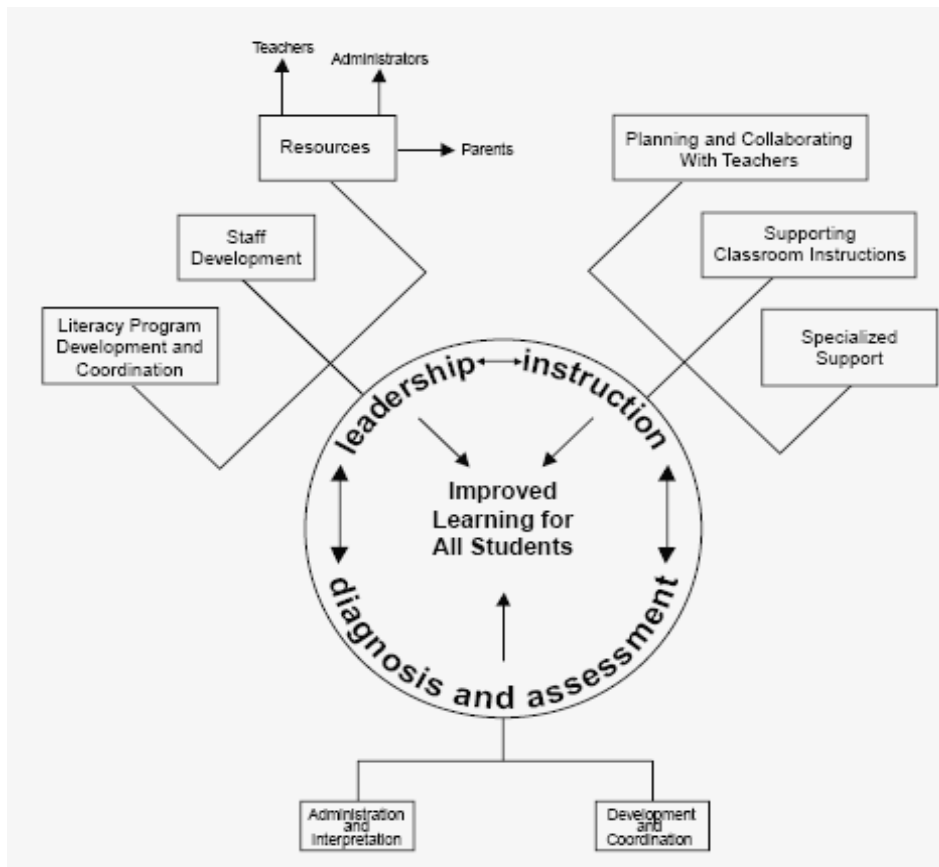 Teachers
Administrators
Resources
Parents
Planning and Collaborating
With Teachers
Staff
Development
Supporting
Classroom Instructions
Literacy Program
Development and
Coordination
Specialized
Support
leadership
instruction
Improved
Learning for
All Students
diagnosis and assessment
Administration
and
Interpretation
Development
and
Coordination